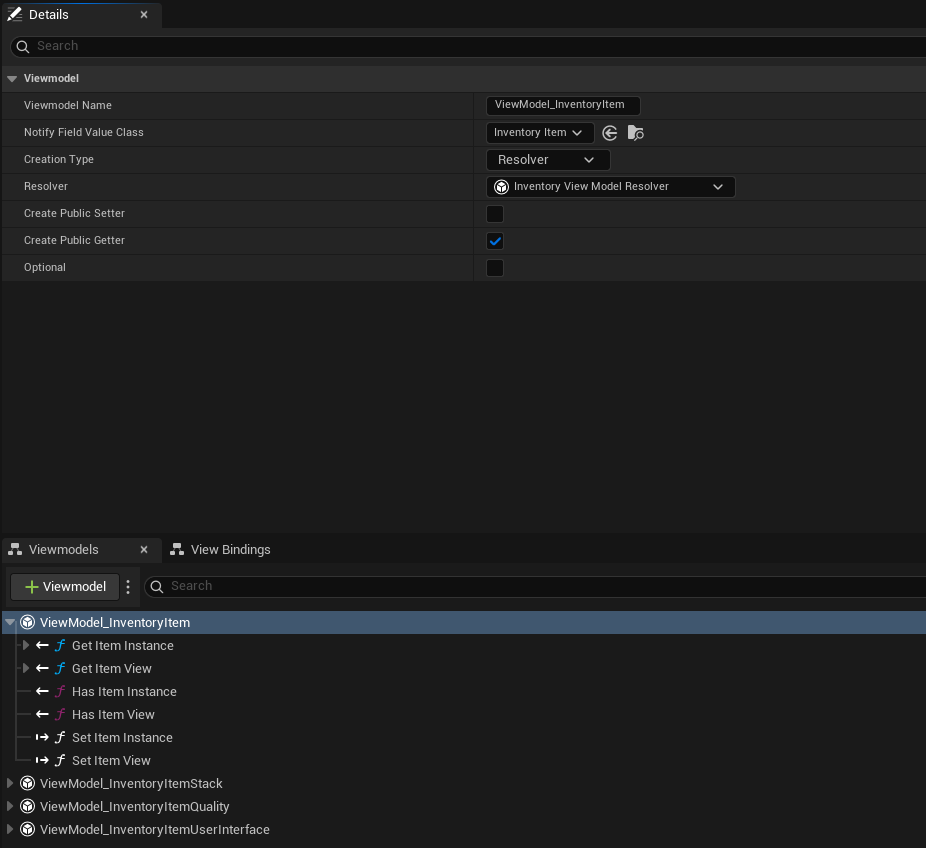 Details
Search
Viewmodel
Viewmodel Name ViewModel_InventoryItem
Notify Field Value Class Inventory Item
Creation Type Resolver
Resolver Inventory View Model Resolver
Create Public Setter
Create Public Getter
Optional
Viewmodels View Bindings
Viewmodel Search
ViewModel_InventoryItem
Get Item Instance
Get Item View
Has Item Instance
Has Item View
Set Item Instance
Set Item View
ViewModel_InventoryItemStack
ViewModel_InventoryItemQuality
ViewModel_InventoryItemUserInterface